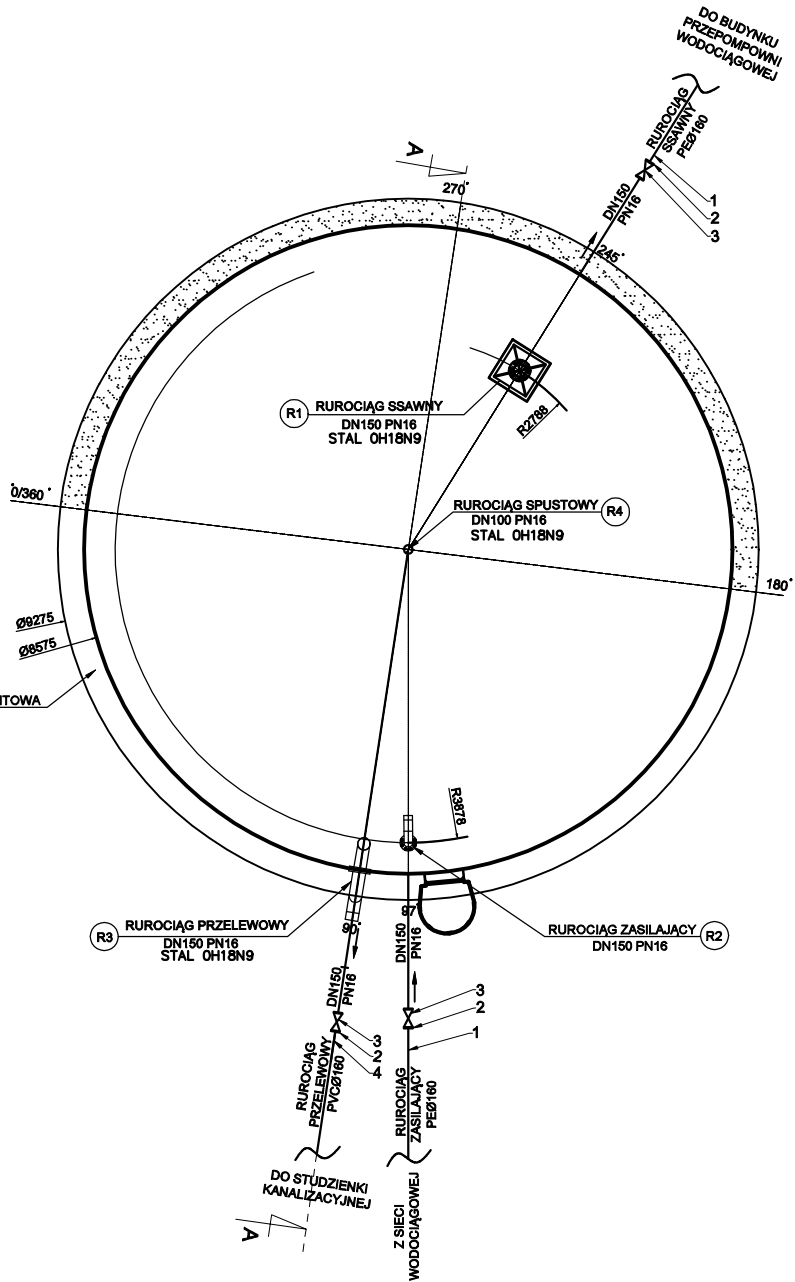 DO BUDYNKU
PRZEPOMPOWNI
WODOCIĄGOWEJ
RUROCIĄG
SSAWNY
PEØ160
DN150
PN16
1
2
3
A
270°
245°
R1
RUROCIĄG SSAWNY
DN150 PN16
STAL 0H18N9
R2788
0/360°
RUROCIĄG SPUSTOWY
DN100 PN16
STAL 0H18N9
R4
180°
Ø9275
Ø8575
ITOWA
R3878
R3
RUROCIĄG PRZELEWOWY
DN150 PN16
STAL 0H18N9
90°
97°
RUROCIĄG ZASILAJĄCY
DN150 PN16
R2
DN150
PN16
3
2
4
RUROCIĄG
PRZELEWOWY
PVCØ160
DN150
PN16
3
2
1
RUROCIĄG
ZASILAJĄCY
PEØ160
DO STUDZIENKI
KANALIZACYJNEJ
A
Z SIECI
WODOCIĄGOWEJ